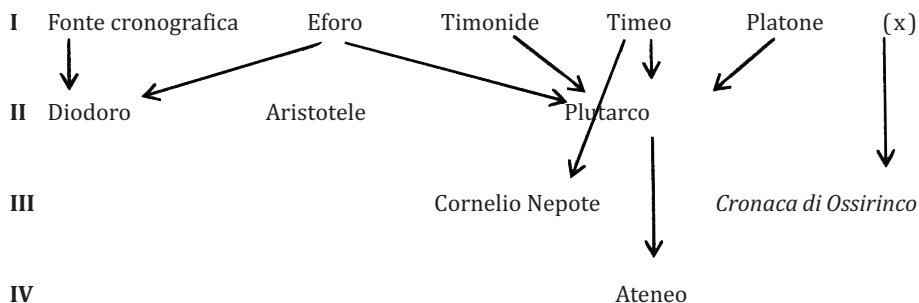 I Fonte cronografica Eforo Timonide Timeo Platone (x)
II Diodoro Aristotele Plutarco
III Cornelio Nepote Cronaca di Ossirinco
IV Ateneo